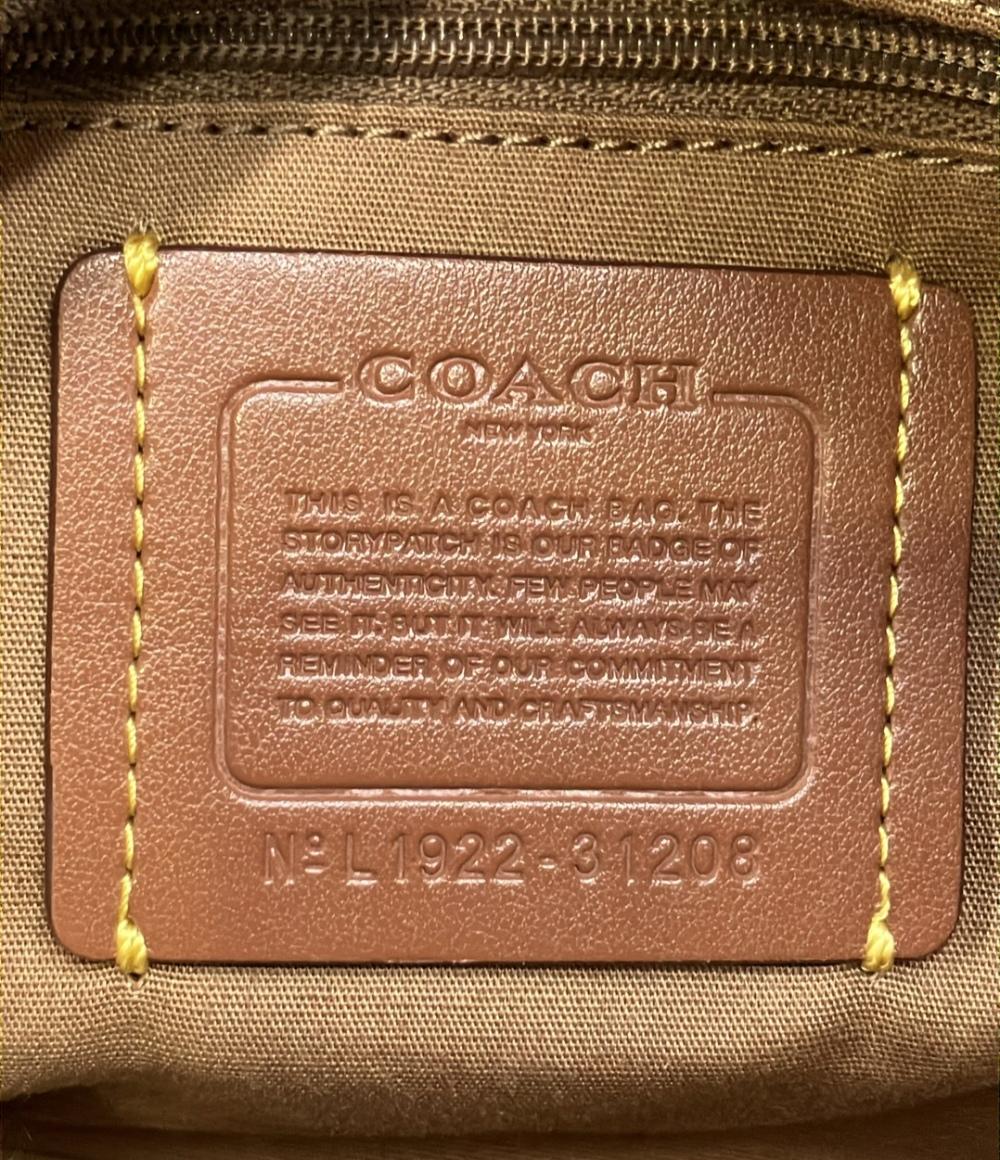 COACH
NEW YORK
THIS IS A COACH BAG. THE
STORYPATCH IS OUR BADGE OF
AUTHENTICITY. FEW PEOPLE MAY
SEE IT. BUT IT WILL ALWAYS BE A
REMINDER OF OUR COMMITMENT
TO QUALITY AND CRAFTSMANSHIP.
Nº L1922-31208